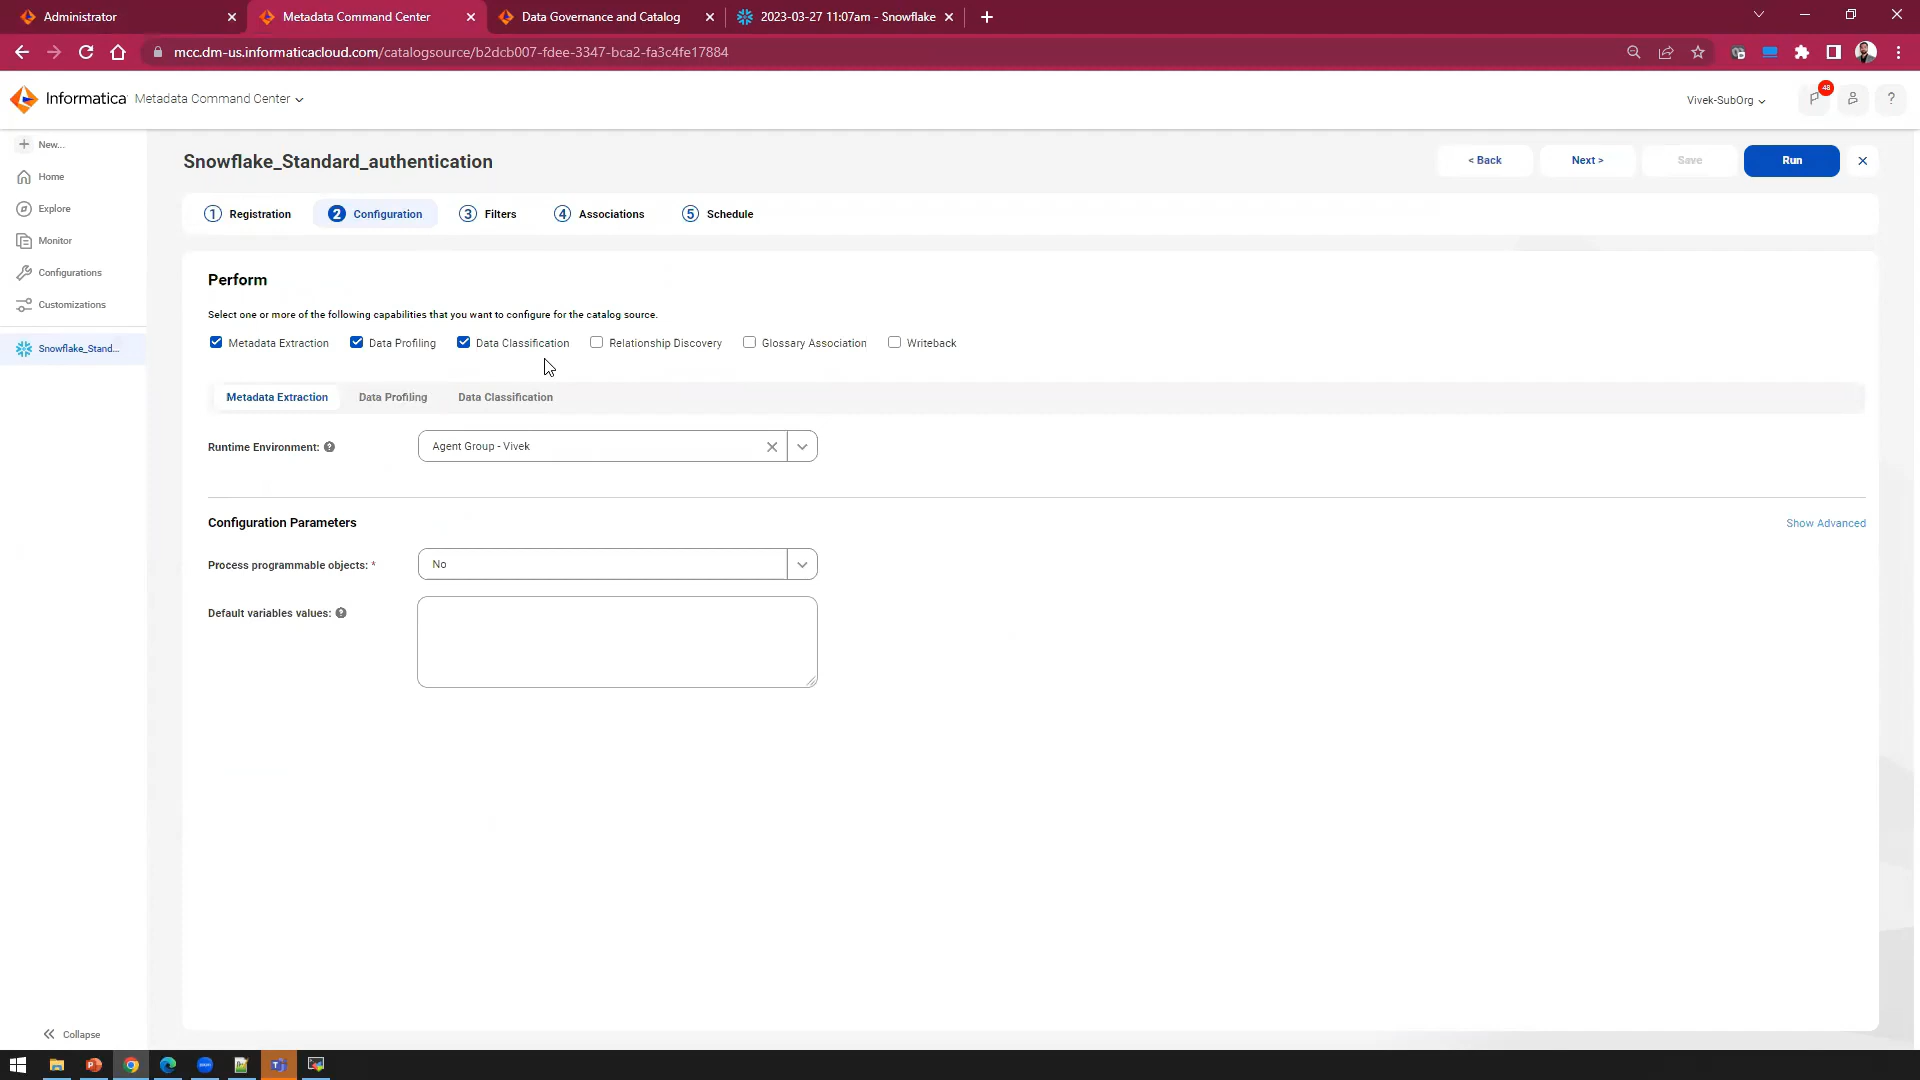 Administrator
Metadata Command Center
Data Governance and Catalog
2023-03-27 11:07am - Snowflake
mcc.dm-us.informaticacloud.com/catalogsource/b2dcb007-fdee-3347-bca2-fa3c4fe17884
Informatica Metadata Command Center
Vivek-SubOrg
48
?
New...
Home
Explore
Monitor
Configurations
Customizations
Snowflake_Stand...
Collapse
Snowflake_Standard_authentication
< Back
Next >
Save
Run
1 Registration
2 Configuration
3 Filters
4 Associations
5 Schedule
Perform
Select one or more of the following capabilities that you want to configure for the catalog source.
Metadata Extraction
Data Profiling
Data Classification
Relationship Discovery
Glossary Association
Writeback
Metadata Extraction
Data Profiling
Data Classification
Runtime Environment: ?
Agent Group - Vivek
Configuration Parameters
Show Advanced
Process programmable objects: *
No
Default variables values: ?